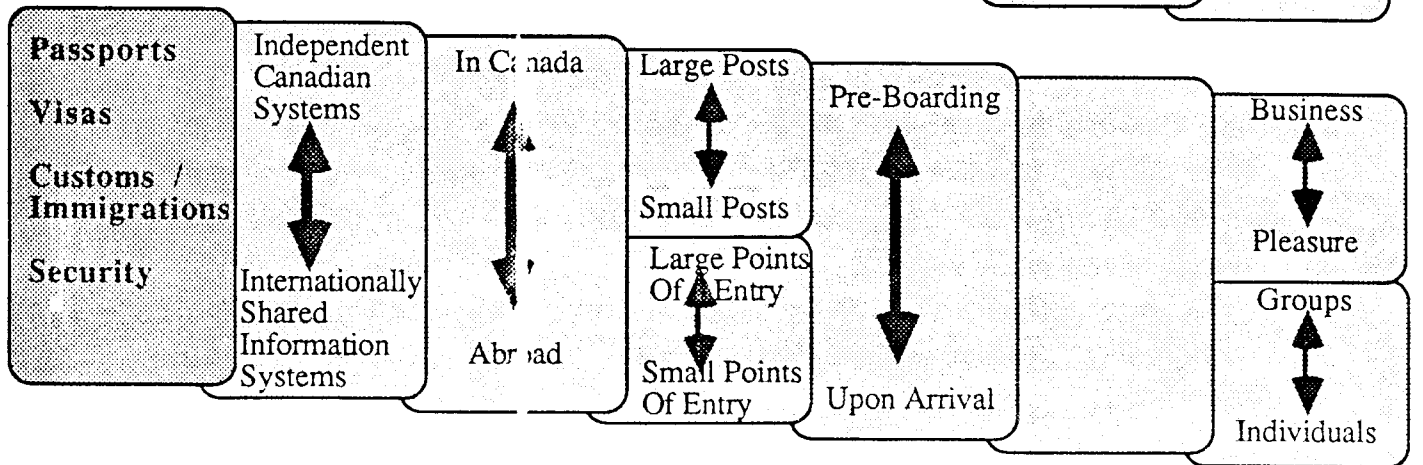 Passports
Visas
Customs /
Immigrations
Security
Independent
Canadian
Systems
Internationally
Shared
Information
Systems
In Canada
Abroad
Large Posts
Small Posts
Large Points
Of Entry
Small Points
Of Entry
Pre-Boarding
Upon Arrival
Business
Pleasure
Groups
Individuals